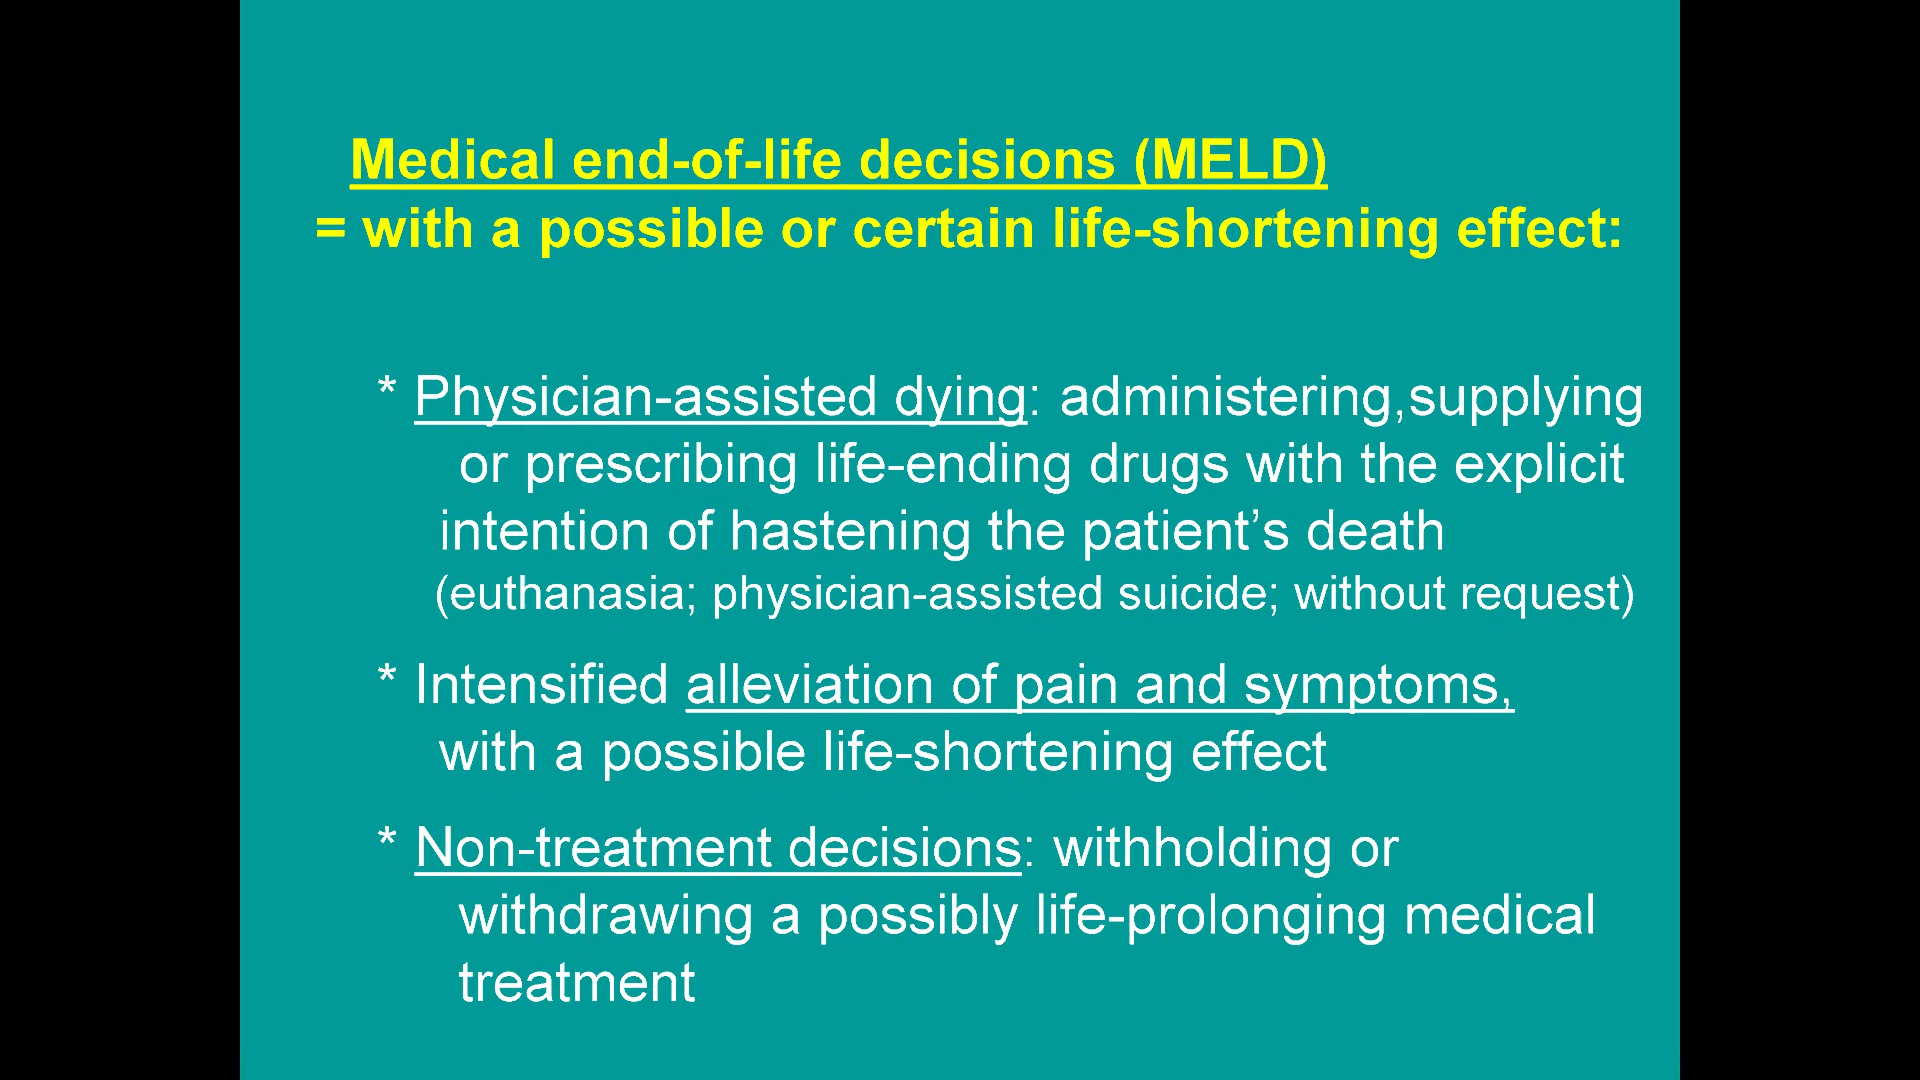 Medical end-of-life decisions (MELD)
= with a possible or certain life-shortening effect:
* Physician-assisted dying: administering,supplying
or prescribing life-ending drugs with the explicit
intention of hastening the patient’s death
(euthanasia; physician-assisted suicide; without request)
* Intensified alleviation of pain and symptoms,
with a possible life-shortening effect
* Non-treatment decisions: withholding or
withdrawing a possibly life-prolonging medical
treatment